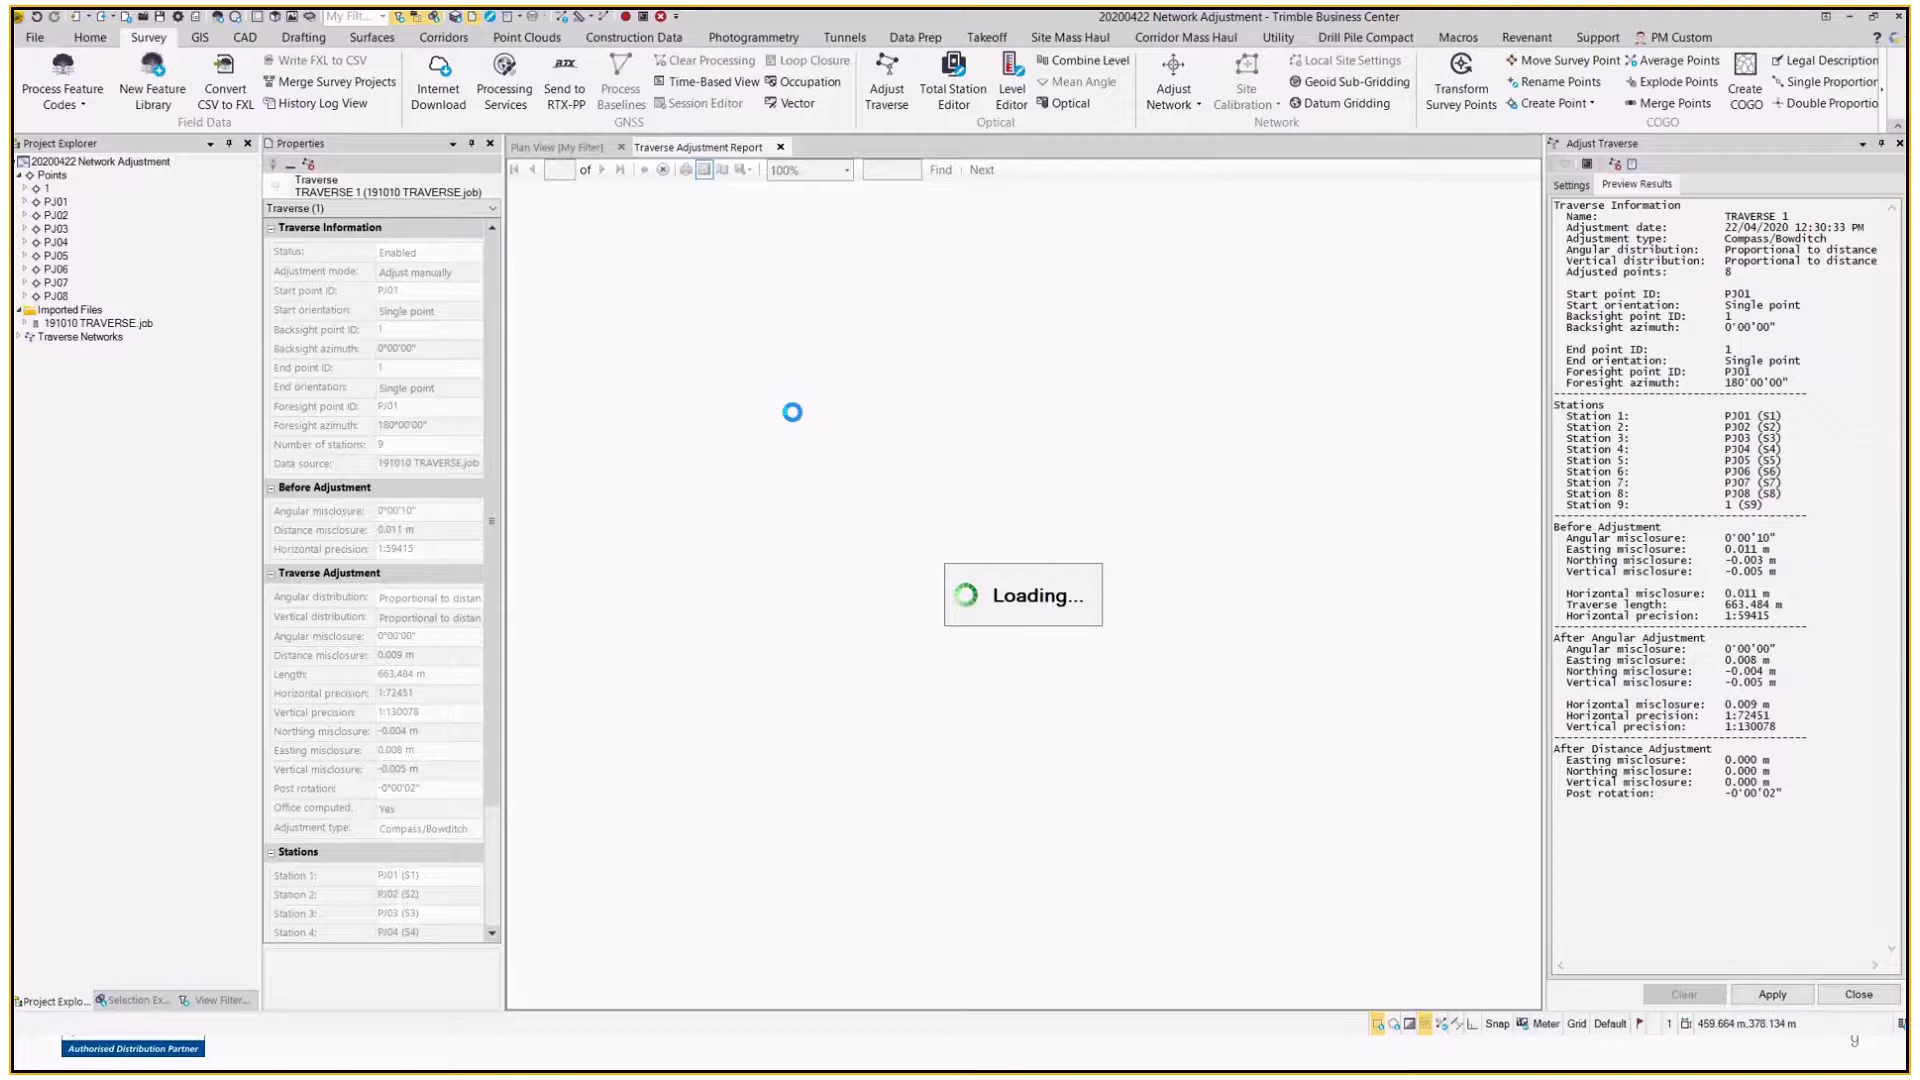 My Filt...
20200422 Network Adjustment - Trimble Business Center
File Home Survey GIS CAD Drafting Surfaces Corridors Point Clouds Construction Data Photogrammetry Tunnels Data Prep Takeoff Site Mass Haul Corridor Mass Haul Utility Drill Pile Compact Macros Revenant Support PM Custom
Process Feature Codes
New Feature Library
Convert CSV to FXL
Write FXL to CSV
Merge Survey Projects
History Log View
Field Data
Internet Download
Processing Services
RTX
Send to RTX-PP
Process Baselines
Clear Processing
Time-Based View
Session Editor
Loop Closure
Occupation
Vector
GNSS
Adjust Traverse
Total Station Editor
Level Editor
Combine Level
Mean Angle
Optical
Optical
Adjust Network
Site Calibration
Local Site Settings
Geoid Sub-Gridding
Datum Gridding
Network
Transform Survey Points
Move Survey Point
Rename Points
Create Point
Average Points
Explode Points
Merge Points
Create COGO
Legal Description
Single Proportior
Double Proportio
COGO
Project Explorer
20200422 Network Adjustment
Points
1
PJ01
PJ02
PJ03
PJ04
PJ05
PJ06
PJ07
PJ08
Imported Files
191010 TRAVERSE.job
Traverse Networks
Project Explo... Selection Ex... View Filter...
Properties
Traverse
TRAVERSE 1 (191010 TRAVERSE.job)
Traverse (1)
Traverse Information
Status: Enabled
Adjustment mode: Adjust manually
Start point ID: PJ01
Start orientation: Single point
Backsight point ID: 1
Backsight azimuth: 0°00'00"
End point ID: 1
End orientation: Single point
Foresight point ID: PJ01
Foresight azimuth: 180°00'00"
Number of stations: 9
Data source: 191010 TRAVERSE.job
Before Adjustment
Angular misclosure: 0°00'10"
Distance misclosure: 0.011 m
Horizontal precision: 1:59415
Traverse Adjustment
Angular distribution: Proportional to distan
Vertical distribution: Proportional to distan
Angular misclosure: 0°00'00"
Distance misclosure: 0.009 m
Length: 663.484 m
Horizontal precision: 1:72451
Vertical precision: 1:130078
Northing misclosure: -0.004 m
Easting misclosure: 0.008 m
Vertical misclosure: -0.005 m
Post rotation: -0°00'02"
Office computed: Yes
Adjustment type: Compass/Bowditch
Stations
Station 1: PJ01 (S1)
Station 2: PJ02 (S2)
Station 3: PJ03 (S3)
Station 4: PJ04 (S4)
Plan View [My Filter] Traverse Adjustment Report
of 100% Find Next
Loading...
Adjust Traverse
Settings Preview Results
Traverse Information
Name: TRAVERSE 1
Adjustment date: 22/04/2020 12:30:33 PM
Adjustment type: Compass/Bowditch
Angular distribution: Proportional to distance
Vertical distribution: Proportional to distance
Adjusted points: 8
Start point ID: PJ01
Start orientation: Single point
Backsight point ID: 1
Backsight azimuth: 0°00'00"
End point ID: 1
End orientation: Single point
Foresight point ID: PJ01
Foresight azimuth: 180°00'00"
Stations
Station 1: PJ01 (S1)
Station 2: PJ02 (S2)
Station 3: PJ03 (S3)
Station 4: PJ04 (S4)
Station 5: PJ05 (S5)
Station 6: PJ06 (S6)
Station 7: PJ07 (S7)
Station 8: PJ08 (S8)
Station 9: 1 (S9)
Before Adjustment
Angular misclosure: 0°00'10"
Easting misclosure: 0.011 m
Northing misclosure: -0.003 m
Vertical misclosure: -0.005 m
Horizontal misclosure: 0.011 m
Traverse length: 663.484 m
Horizontal precision: 1:59415
After Angular Adjustment
Angular misclosure: 0°00'00"
Easting misclosure: 0.008 m
Northing misclosure: -0.004 m
Vertical misclosure: -0.005 m
Horizontal misclosure: 0.009 m
Horizontal precision: 1:72451
Vertical precision: 1:130078
After Distance Adjustment
Easting misclosure: 0.000 m
Northing misclosure: 0.000 m
Vertical misclosure: 0.000 m
Post rotation: -0°00'02"
Clear Apply Close
Snap Meter Grid Default 1 459.664 m,378.134 m
Authorised Distribution Partner
9